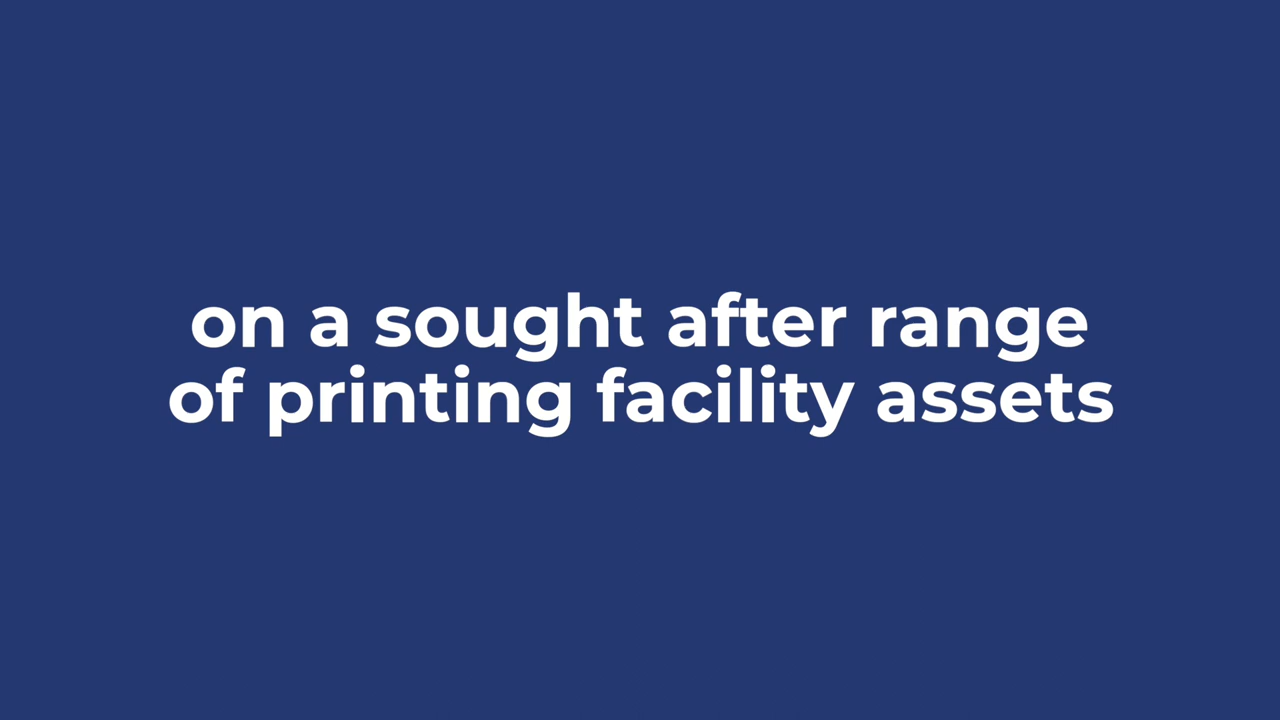 on a sought after range
of printing facility assets